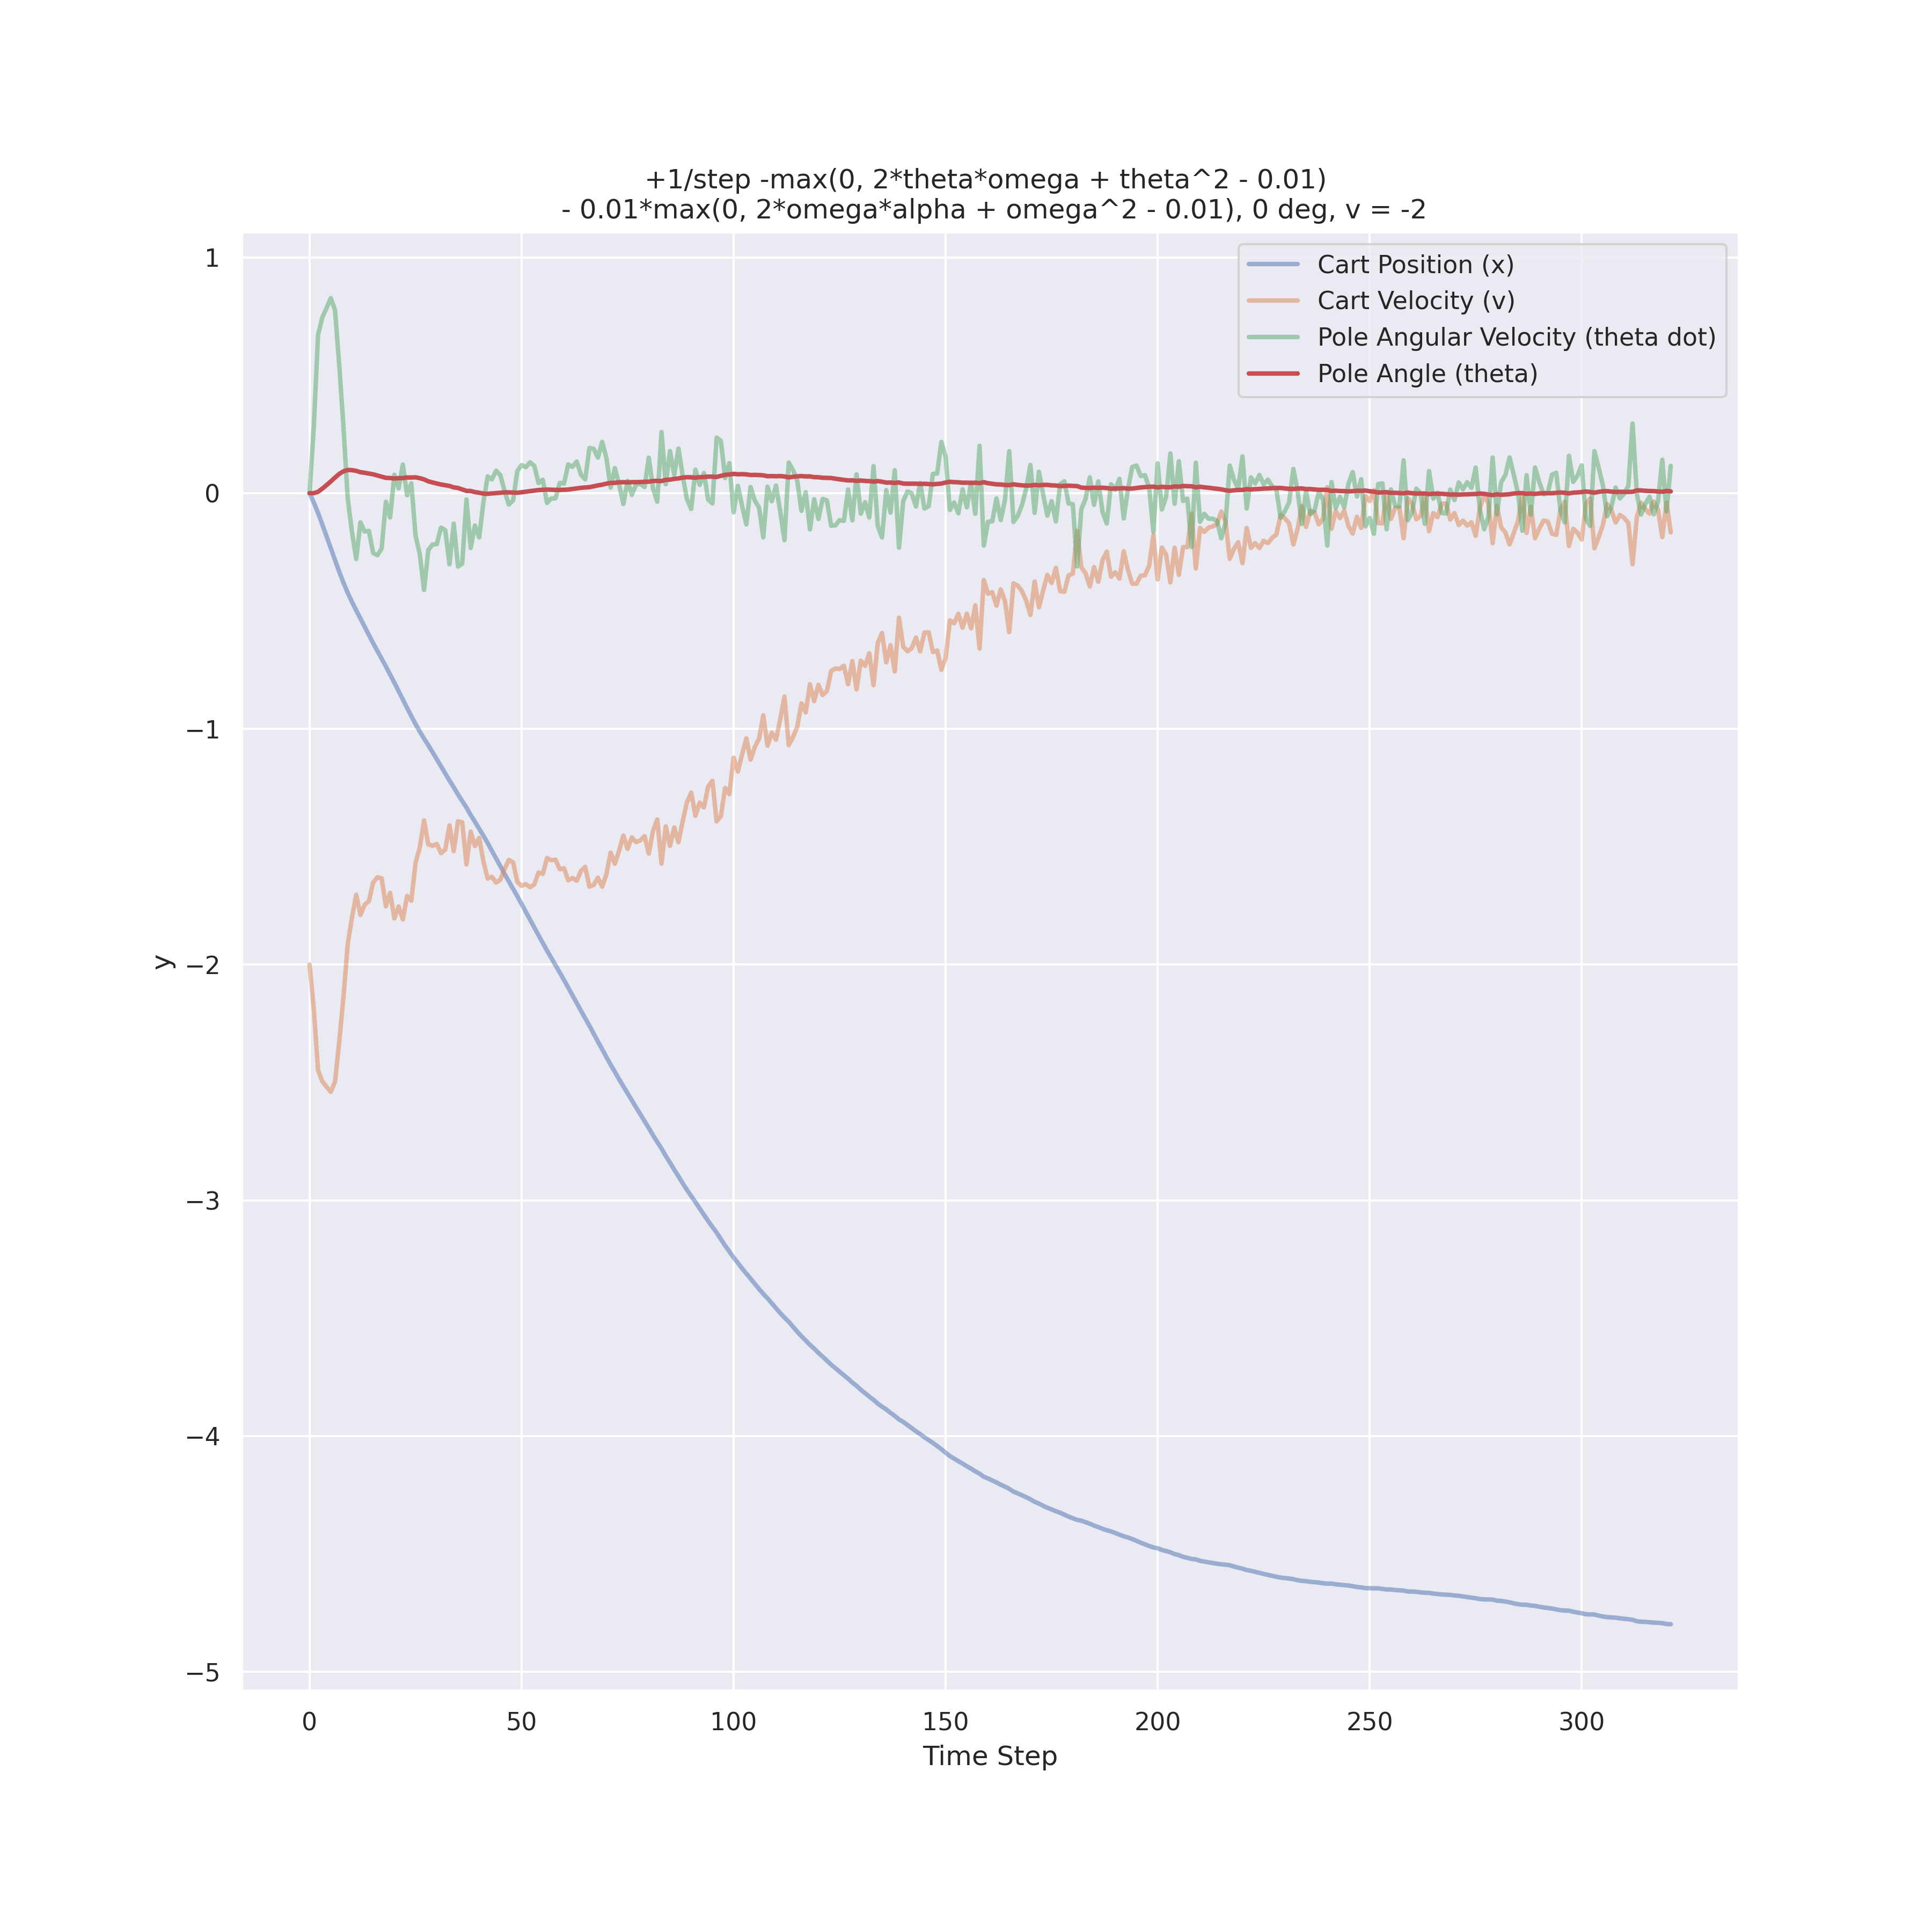 +1/step -max(0, 2*theta*omega + theta^2 - 0.01)
- 0.01*max(0, 2*omega*alpha + omega^2 - 0.01), 0 deg, v = -2
Cart Position (x)
Cart Velocity (v)
Pole Angular Velocity (theta dot)
Pole Angle (theta)
1
0
−1
−2
−3
−4
−5
y
0 50 100 150 200 250 300
Time Step